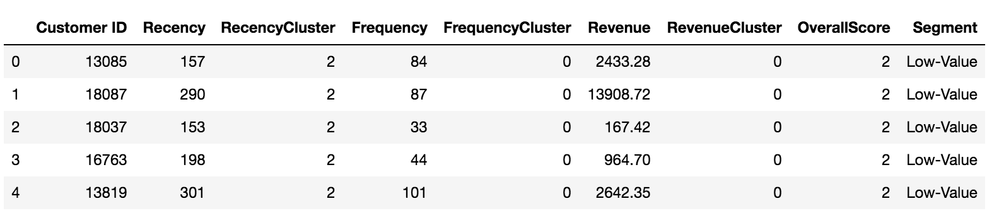 Customer ID Recency RecencyCluster Frequency FrequencyCluster Revenue RevenueCluster OverallScore Segment
0 13085 157 2 84 0 2433.28 0 2 Low-Value
1 18087 290 2 87 0 13908.72 0 2 Low-Value
2 18037 153 2 33 0 167.42 0 2 Low-Value
3 16763 198 2 44 0 964.70 0 2 Low-Value
4 13819 301 2 101 0 2642.35 0 2 Low-Value